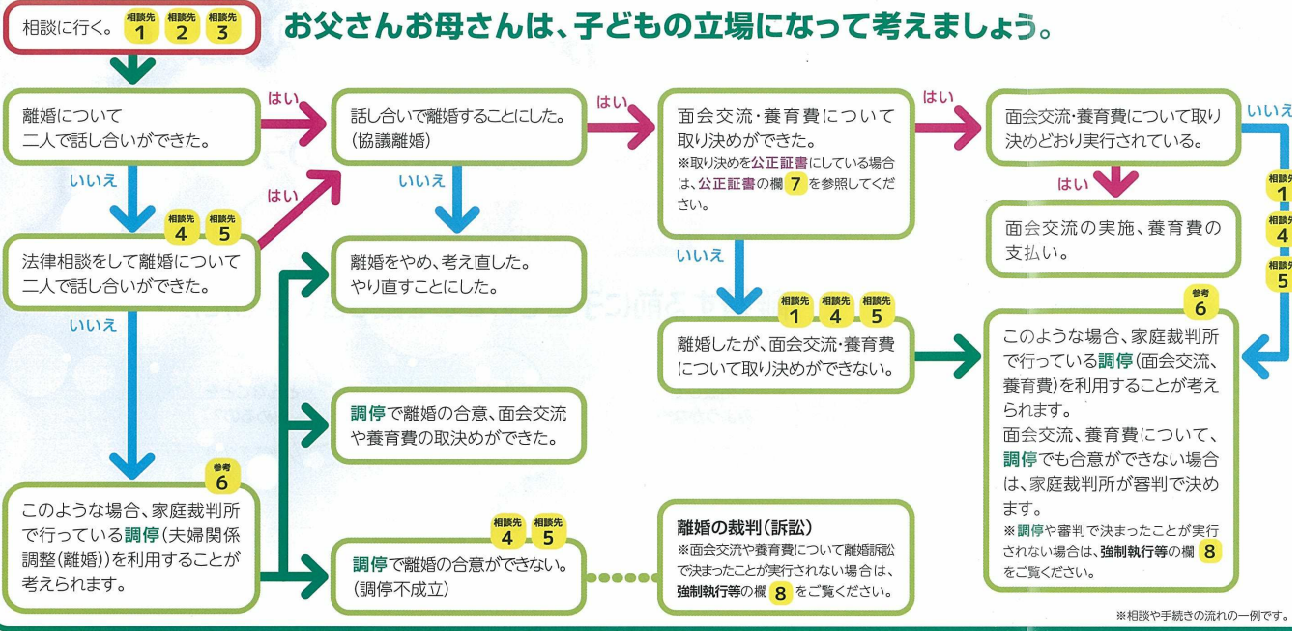 お父さんお母さんは、子どもの立場になって考えましょう。
相談に行く。 相談先1 相談先2 相談先3
離婚について
二人で話し合いができた。
はい
いいえ
話し合いで離婚することにした。
(協議離婚)
はい
いいえ
面会交流・養育費について
取り決めができた。
※取り決めを公正証書にしている場合
は、公正証書の欄 7 を参照してくだ
さい。
はい
いいえ
面会交流・養育費について取り
決めどおり実行されている。
はい
いいえ
相談先1
相談先4
相談先5
面会交流の実施、養育費の
支払い。
相談先4 相談先5
法律相談をして離婚について
二人で話し合いができた。
はい
いいえ
離婚をやめ、考え直した。
やり直すことにした。
相談先1 相談先4 相談先5
離婚したが、面会交流・養育費
について取り決めができない。
参考6
このような場合、家庭裁判所
で行っている調停(面会交流、
養育費)を利用することが考え
られます。
面会交流、養育費について、
調停でも合意ができない場合
は、家庭裁判所が審判で決め
ます。
※調停や審判で決まったことが実行
されない場合は、強制執行等の欄 8
をご覧ください。
調停で離婚の合意、面会交流
や養育費の取決めができた。
参考6
このような場合、家庭裁判所
で行っている調停(夫婦関係
調整(離婚))を利用することが
考えられます。
相談先4 相談先5
調停で離婚の合意ができない。
(調停不成立)
離婚の裁判(訴訟)
※面会交流や養育費について離婚訴訟
で決まったことが実行されない場合は、
強制執行等の欄 8 をご覧ください。
※相談や手続きの流れの一例です。